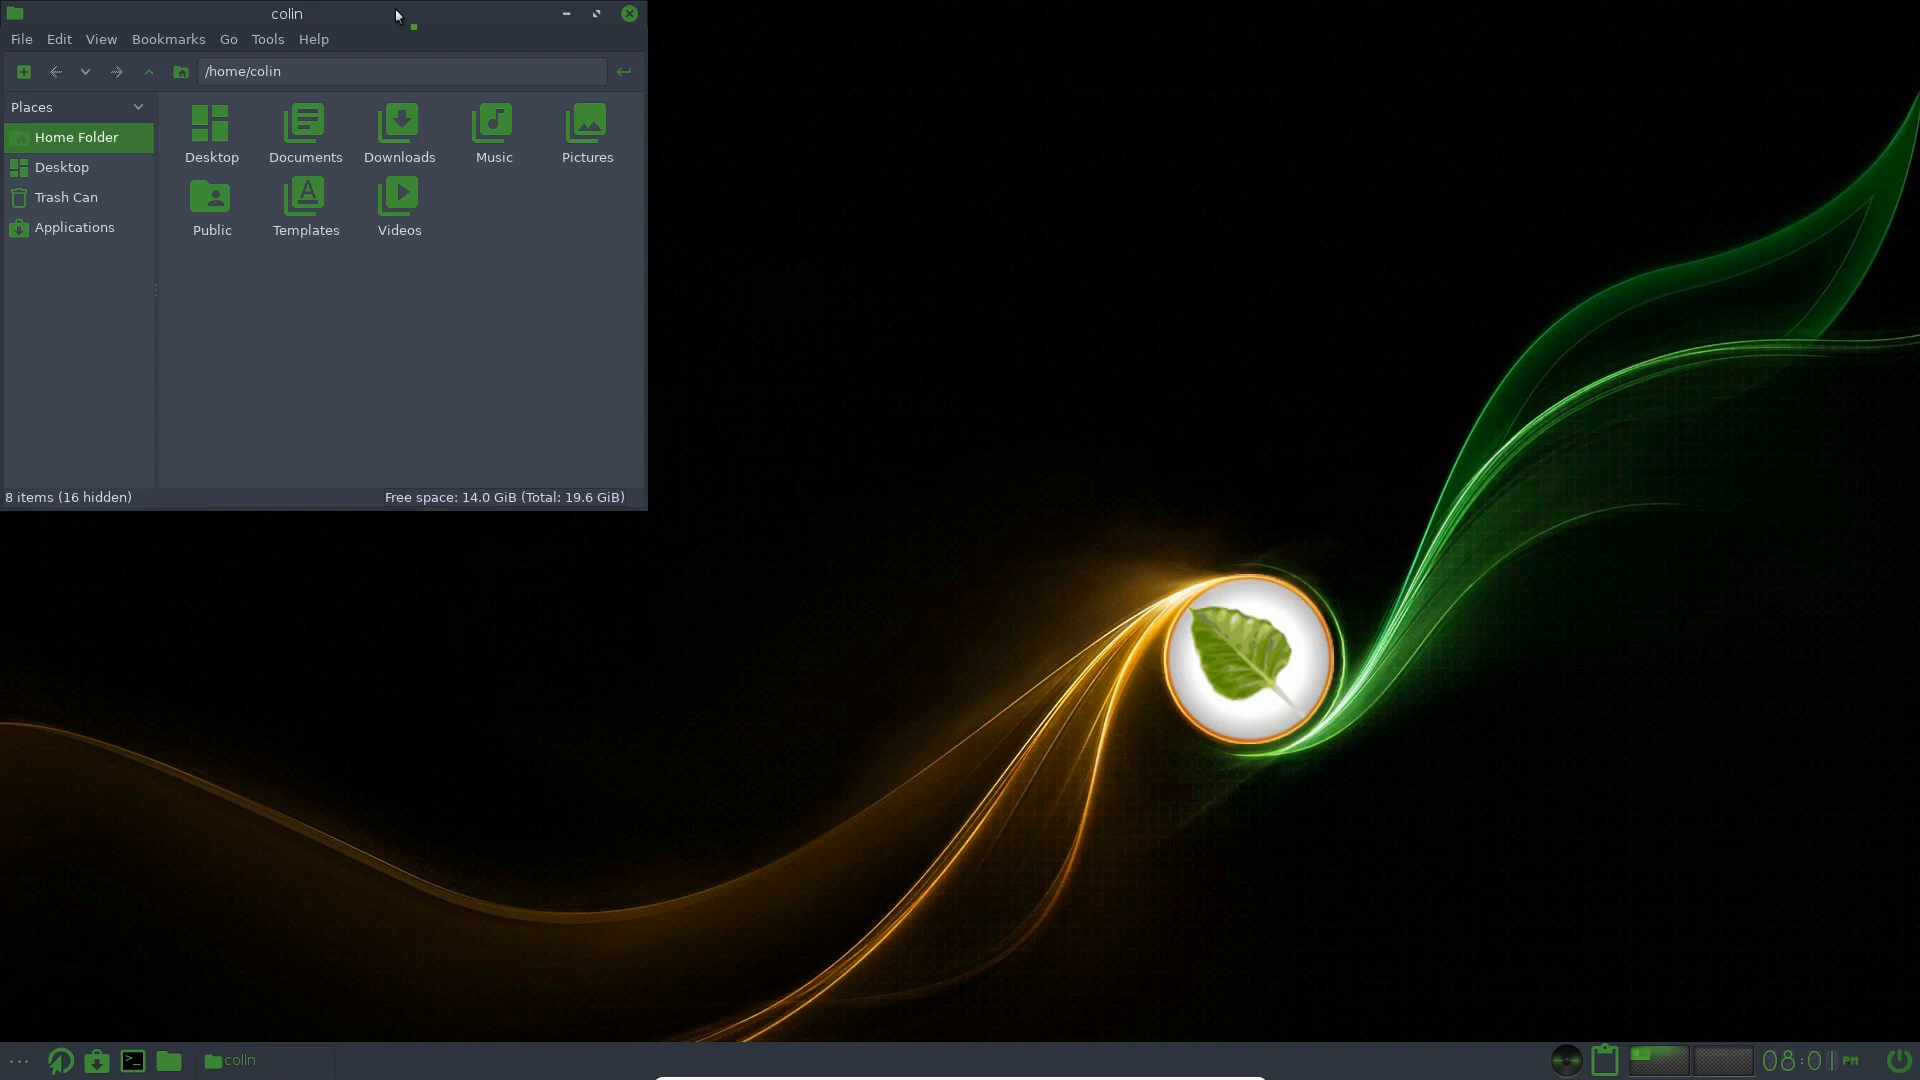 colin
File Edit View Bookmarks Go Tools Help
/home/colin
Places
Home Folder
Desktop
Trash Can
Applications
Desktop Documents Downloads Music Pictures
Public Templates Videos
8 items (16 hidden) Free space: 14.0 GiB (Total: 19.6 GiB)
>_ colin 08:01 PM